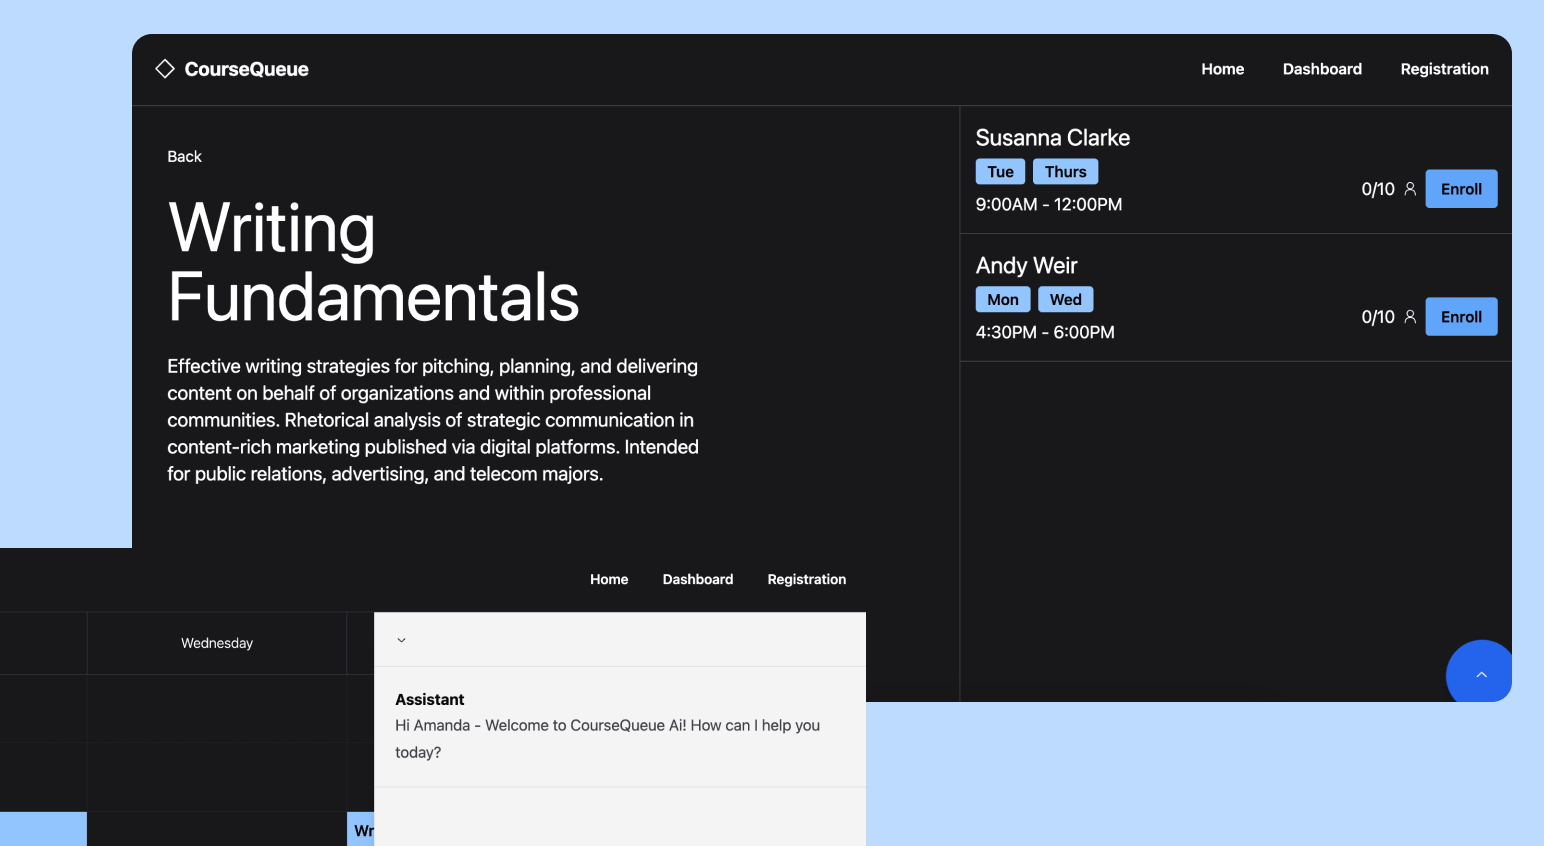 CourseQueue
Home Dashboard Registration
Back
Writing
Fundamentals
Effective writing strategies for pitching, planning, and delivering
content on behalf of organizations and within professional
communities. Rhetorical analysis of strategic communication in
content-rich marketing published via digital platforms. Intended
for public relations, advertising, and telecom majors.
Susanna Clarke
Tue Thurs
9:00AM - 12:00PM
0/10 Enroll
Andy Weir
Mon Wed
4:30PM - 6:00PM
0/10 Enroll
Home Dashboard Registration
Wednesday
Wr
Assistant
Hi Amanda - Welcome to CourseQueue Ai! How can I help you
today?